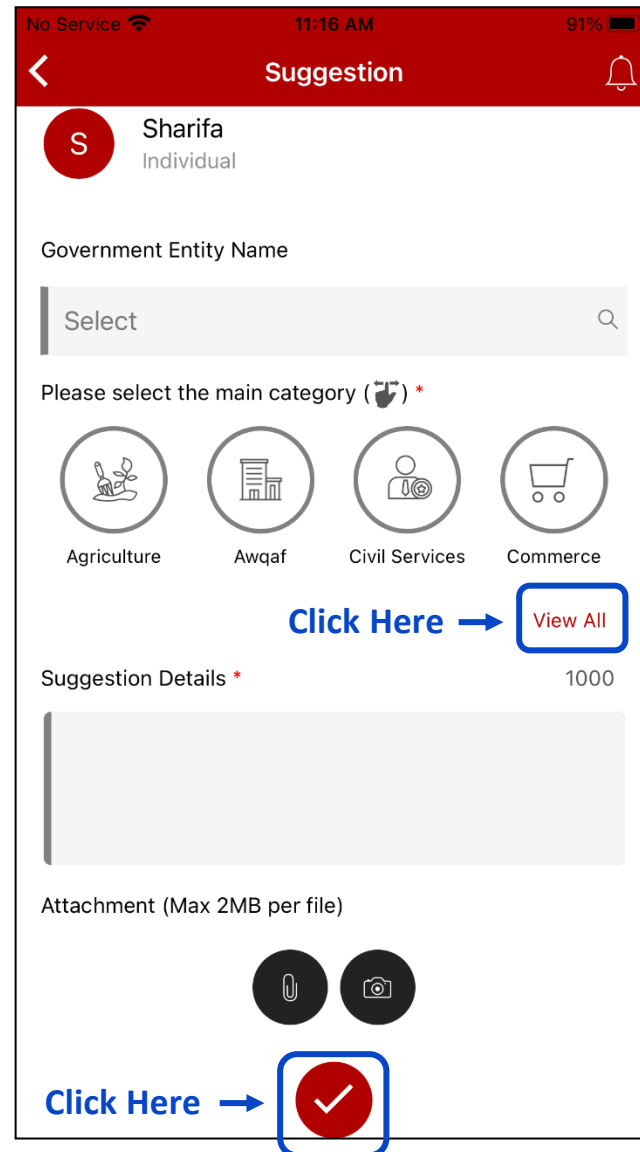 No Service 11:16 AM 91%
Suggestion
S
Sharifa
Individual
Government Entity Name
Select
Please select the main category ( ) *
Agriculture Awqaf Civil Services Commerce
Click Here View All
Suggestion Details * 1000
Attachment (Max 2MB per file)
Click Here